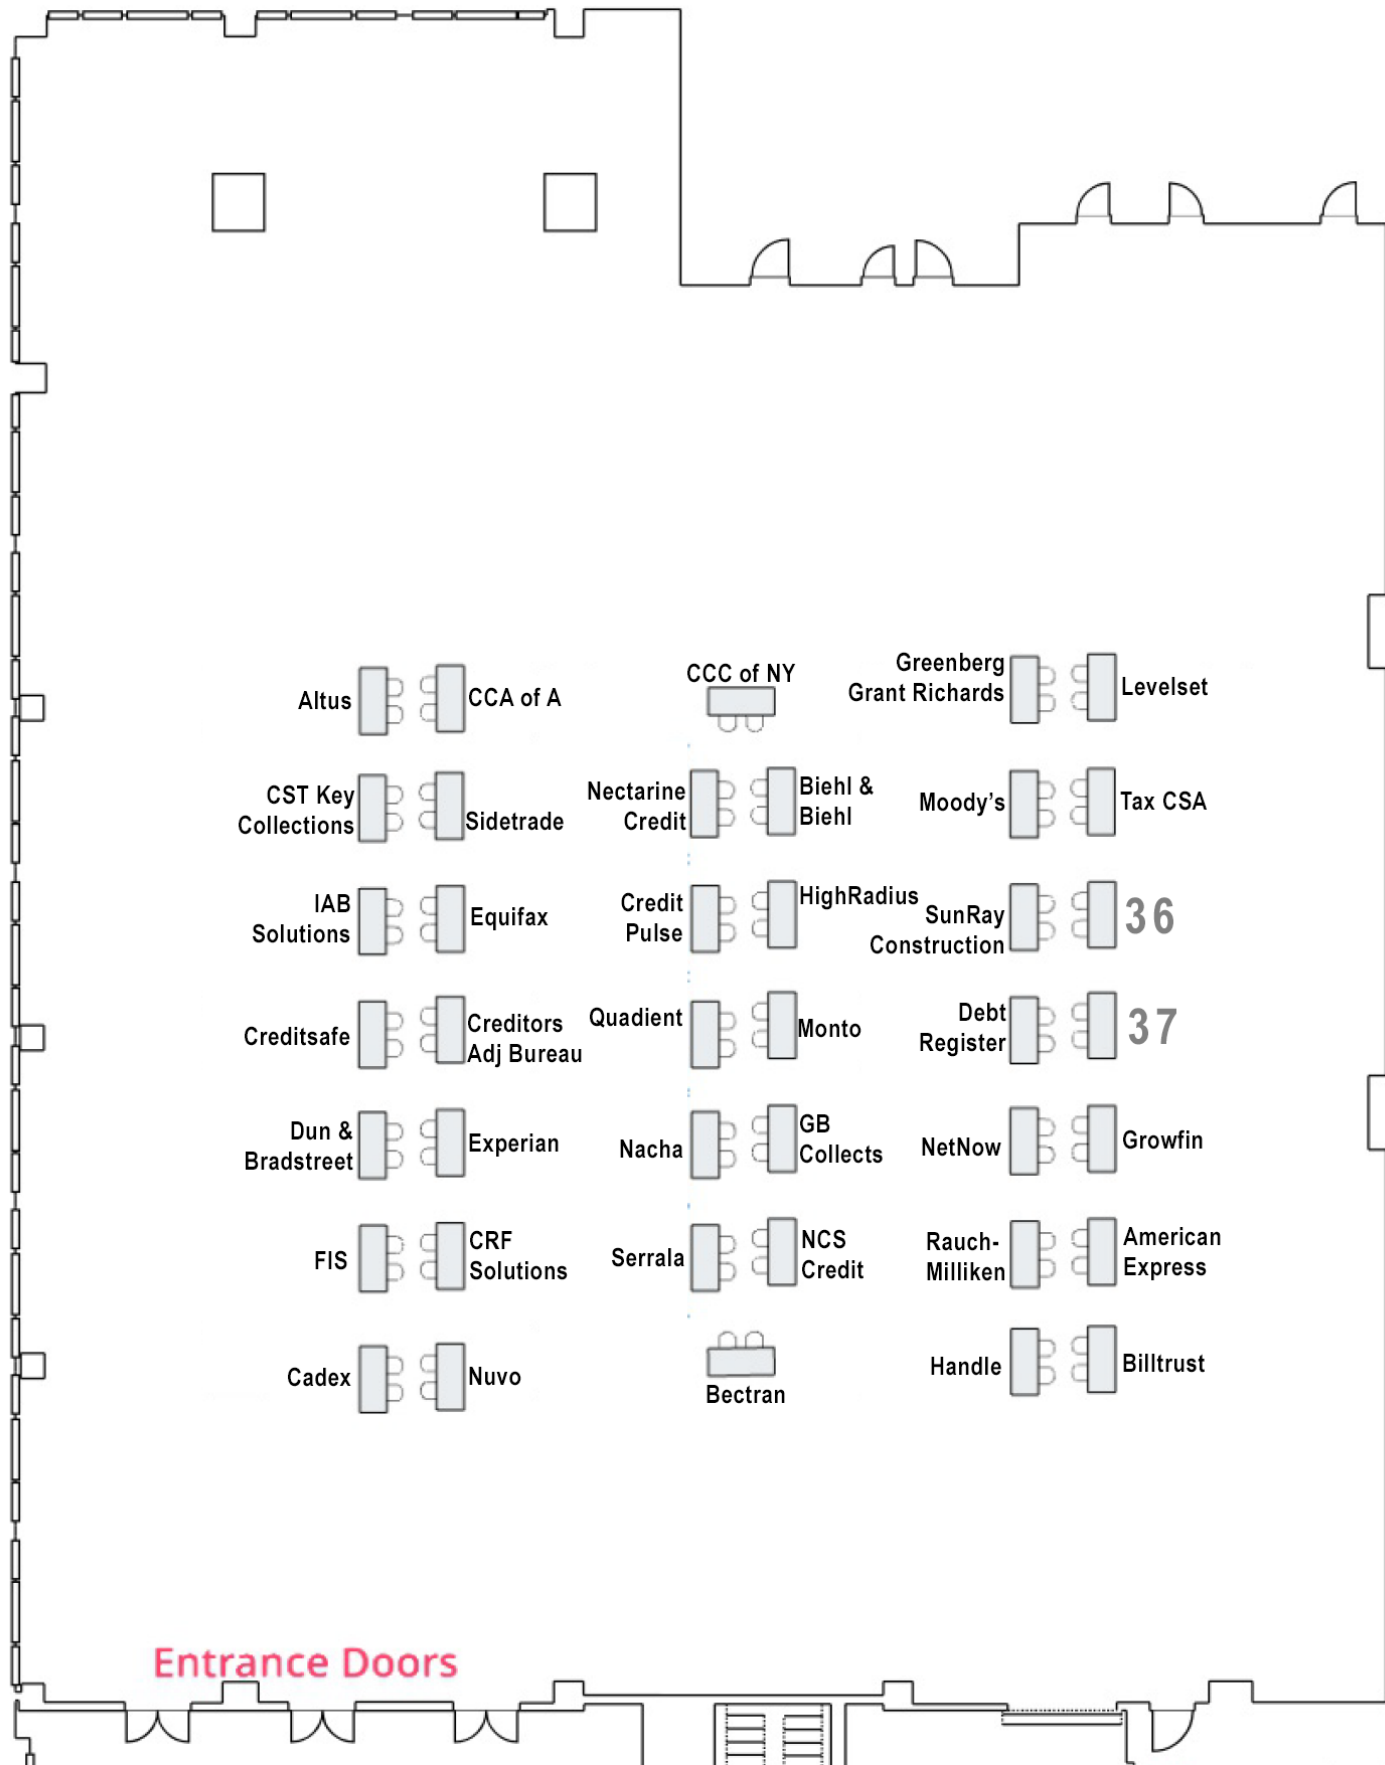 CCC of NY
Greenberg
Grant Richards
Levelset
Altus
CCA of A
CST Key
Collections
Sidetrade
Nectarine
Credit
Biehl &
Biehl
Moody's
Tax CSA
IAB
Solutions
Equifax
Credit
Pulse
HighRadius
SunRay
Construction
36
Creditsafe
Creditors
Adj Bureau
Quadient
Monto
Debt
Register
37
Dun &
Bradstreet
Experian
Nacha
GB
Collects
NetNow
Growfin
FIS
CRF
Solutions
Serrala
NCS
Credit
Rauch-
Milliken
American
Express
Cadex
Nuvo
Bectran
Handle
Billtrust
Entrance Doors